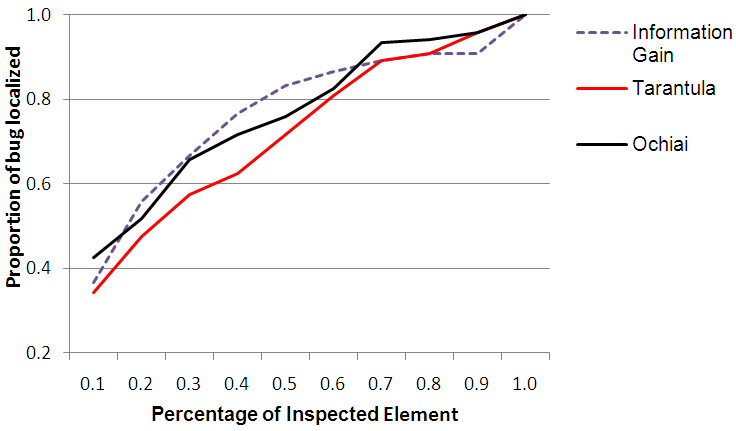 1.0
0.8
0.6
0.4
0.2
Proportion of bug localized
0.1 0.2 0.3 0.4 0.5 0.6 0.7 0.8 0.9 1.0
Percentage of Inspected Element
Information
Gain
Tarantula
Ochiai